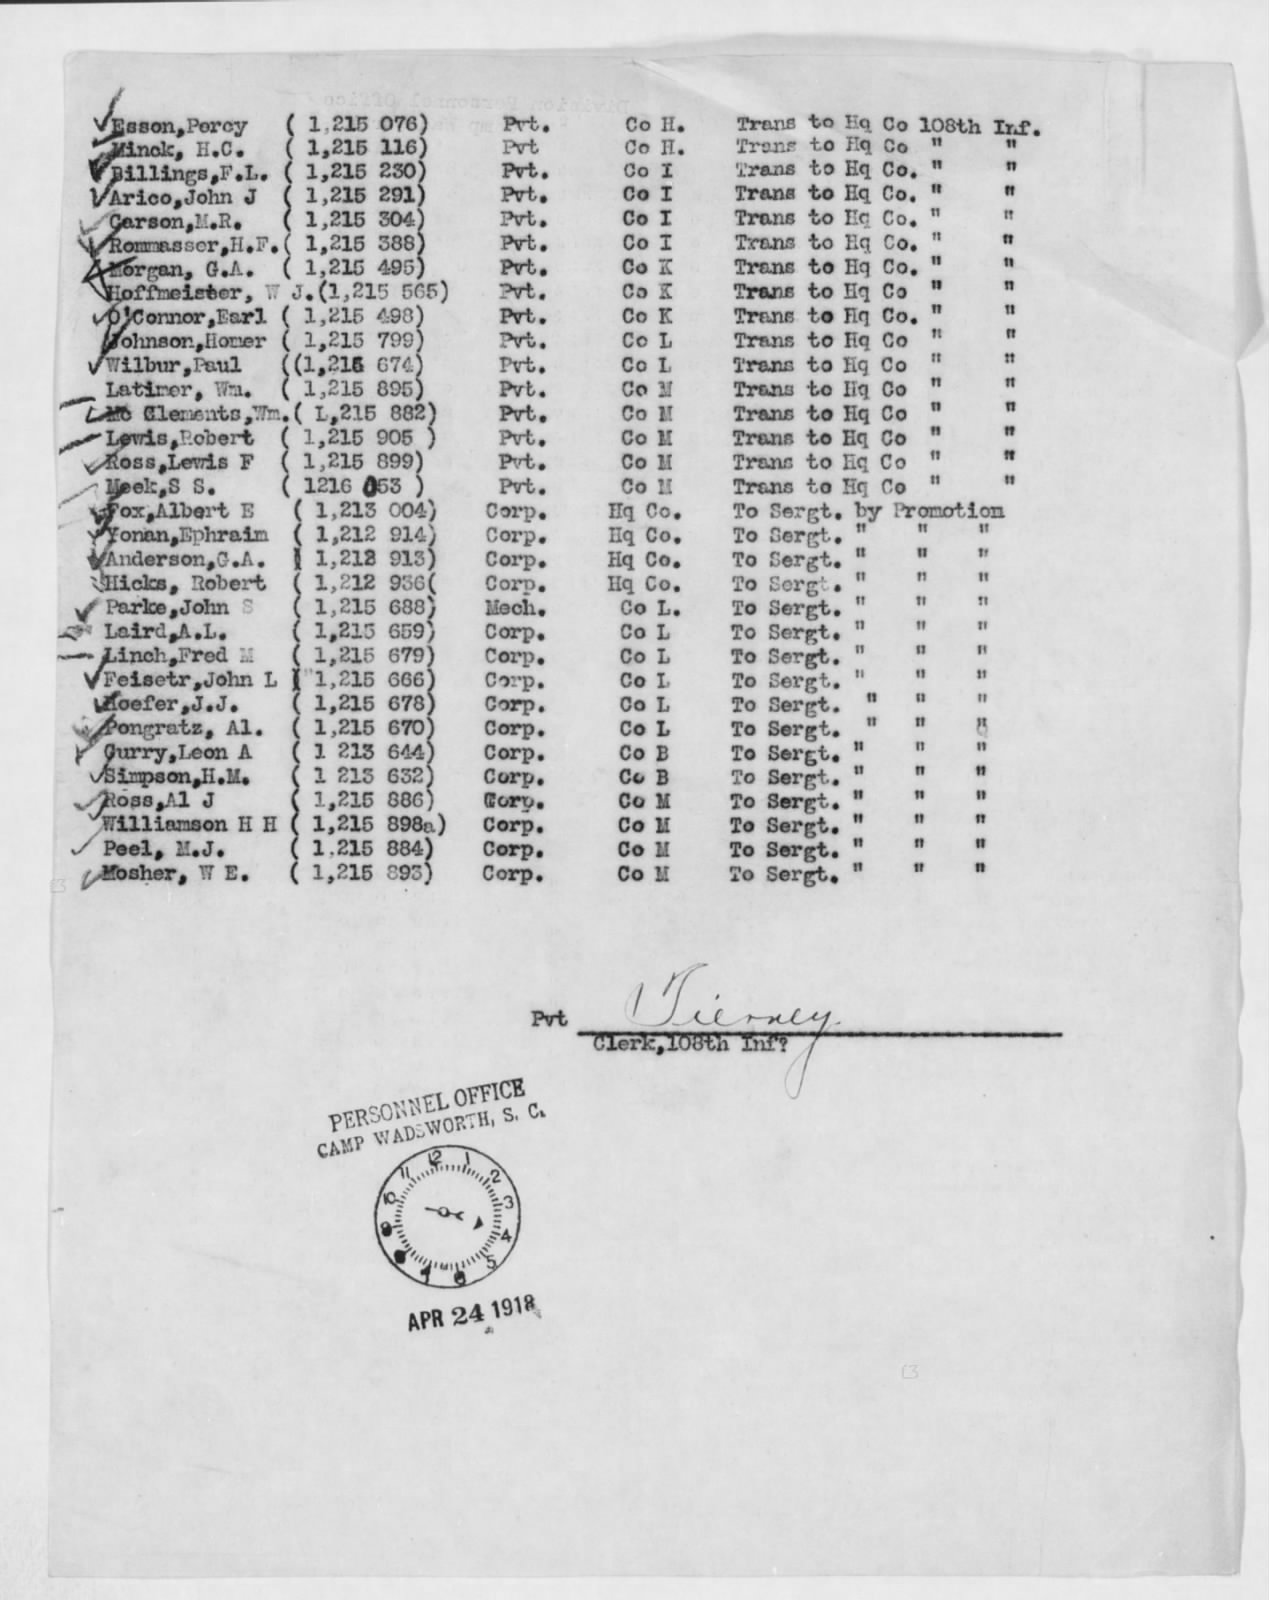 Esson,Percy ( 1,215 076) Pvt. Co H. Trans to Hq Co 108th Inf.
Minck, H.C. ( 1,215 116) Pvt Co H. Trans to Hq Co " "
Billings,F.L. ( 1,215 230) Pvt. Co I Trans to Hq Co. " "
Arico,John J ( 1,215 291) Pvt. Co I Trans to Hq Co. " "
Carson,M.R. ( 1,215 304) Pvt. Co I Trans to Hq Co. " "
Rommasser,H.F.( 1,215 388) Pvt. Co I Trans to Hq Co. " "
Morgan, G.A. ( 1,215 495) Pvt. Co K Trans to Hq Co. " "
Hoffmeister, W J.(1,215 565) Pvt. Co K Trans to Hq Co " "
O'Connor,Earl ( 1,215 498) Pvt. Co K Trans to Hq Co. " "
Johnson,Homer ( 1,215 799) Pvt. Co L Trans to Hq Co " "
Wilbur,Paul ((1,215 674) Pvt. Co L Trans to Hq Co " "
Latimer, Wm. ( 1,215 895) Pvt. Co M Trans to Hq Co " "
Mc Clements,Wm.( L,215 882) Pvt. Co M Trans to Hq Co " "
Lewis,Robert ( 1,215 905 ) Pvt. Co M Trans to Hq Co " "
Ross,Lewis F ( 1,215 899) Pvt. Co M Trans to Hq Co " "
Meek,S S. ( 1216 053 ) Pvt. Co M Trans to Hq Co " "
Fox,Albert E ( 1,213 004) Corp. Hq Co. To Sergt. by Promotion
Yonan,Ephraim ( 1,212 914) Corp. Hq Co. To Sergt. " " "
Anderson,G.A. ( 1,212 913) Corp. Hq Co. To Sergt. " " "
Hicks, Robert ( 1,212 936( Corp. Hq Co. To Sergt. " " "
Parke,John S ( 1,215 688) Mech. Co L. To Sergt. " " "
Laird,A.L. ( 1,215 659) Corp. Co L To Sergt. " " "
Linch,Fred M ( 1,215 679) Corp. Co L To Sergt. " " "
Feisetr,John L ( 1,215 666) Corp. Co L To Sergt. " " "
Hoefer,J.J. ( 1,215 678) Corp. Co L To Sergt. " " "
Pongratz, Al. ( 1,215 670) Corp. Co L To Sergt. " " "
Curry,Leon A ( 1 213 644) Corp. Co B To Sergt. " " "
Simpson,H.M. ( 1 213 632) Corp. Co B To Sergt. " " "
Ross,Al J ( 1,215 886) Corp. Co M To Sergt. " " "
Williamson H H ( 1,215 898a) Corp. Co M To Sergt. " " "
Peel, M.J. ( 1,215 884) Corp. Co M To Sergt. " " "
Mosher, W E. ( 1,215 893) Corp. Co M To Sergt. " " "
Pvt Tierney
Clerk,108th Inf?
PERSONNEL OFFICE
CAMP WADSWORTH, S. C.
12 1 2 3 4 5 6 7 8 9 10 11
APR 24 1918